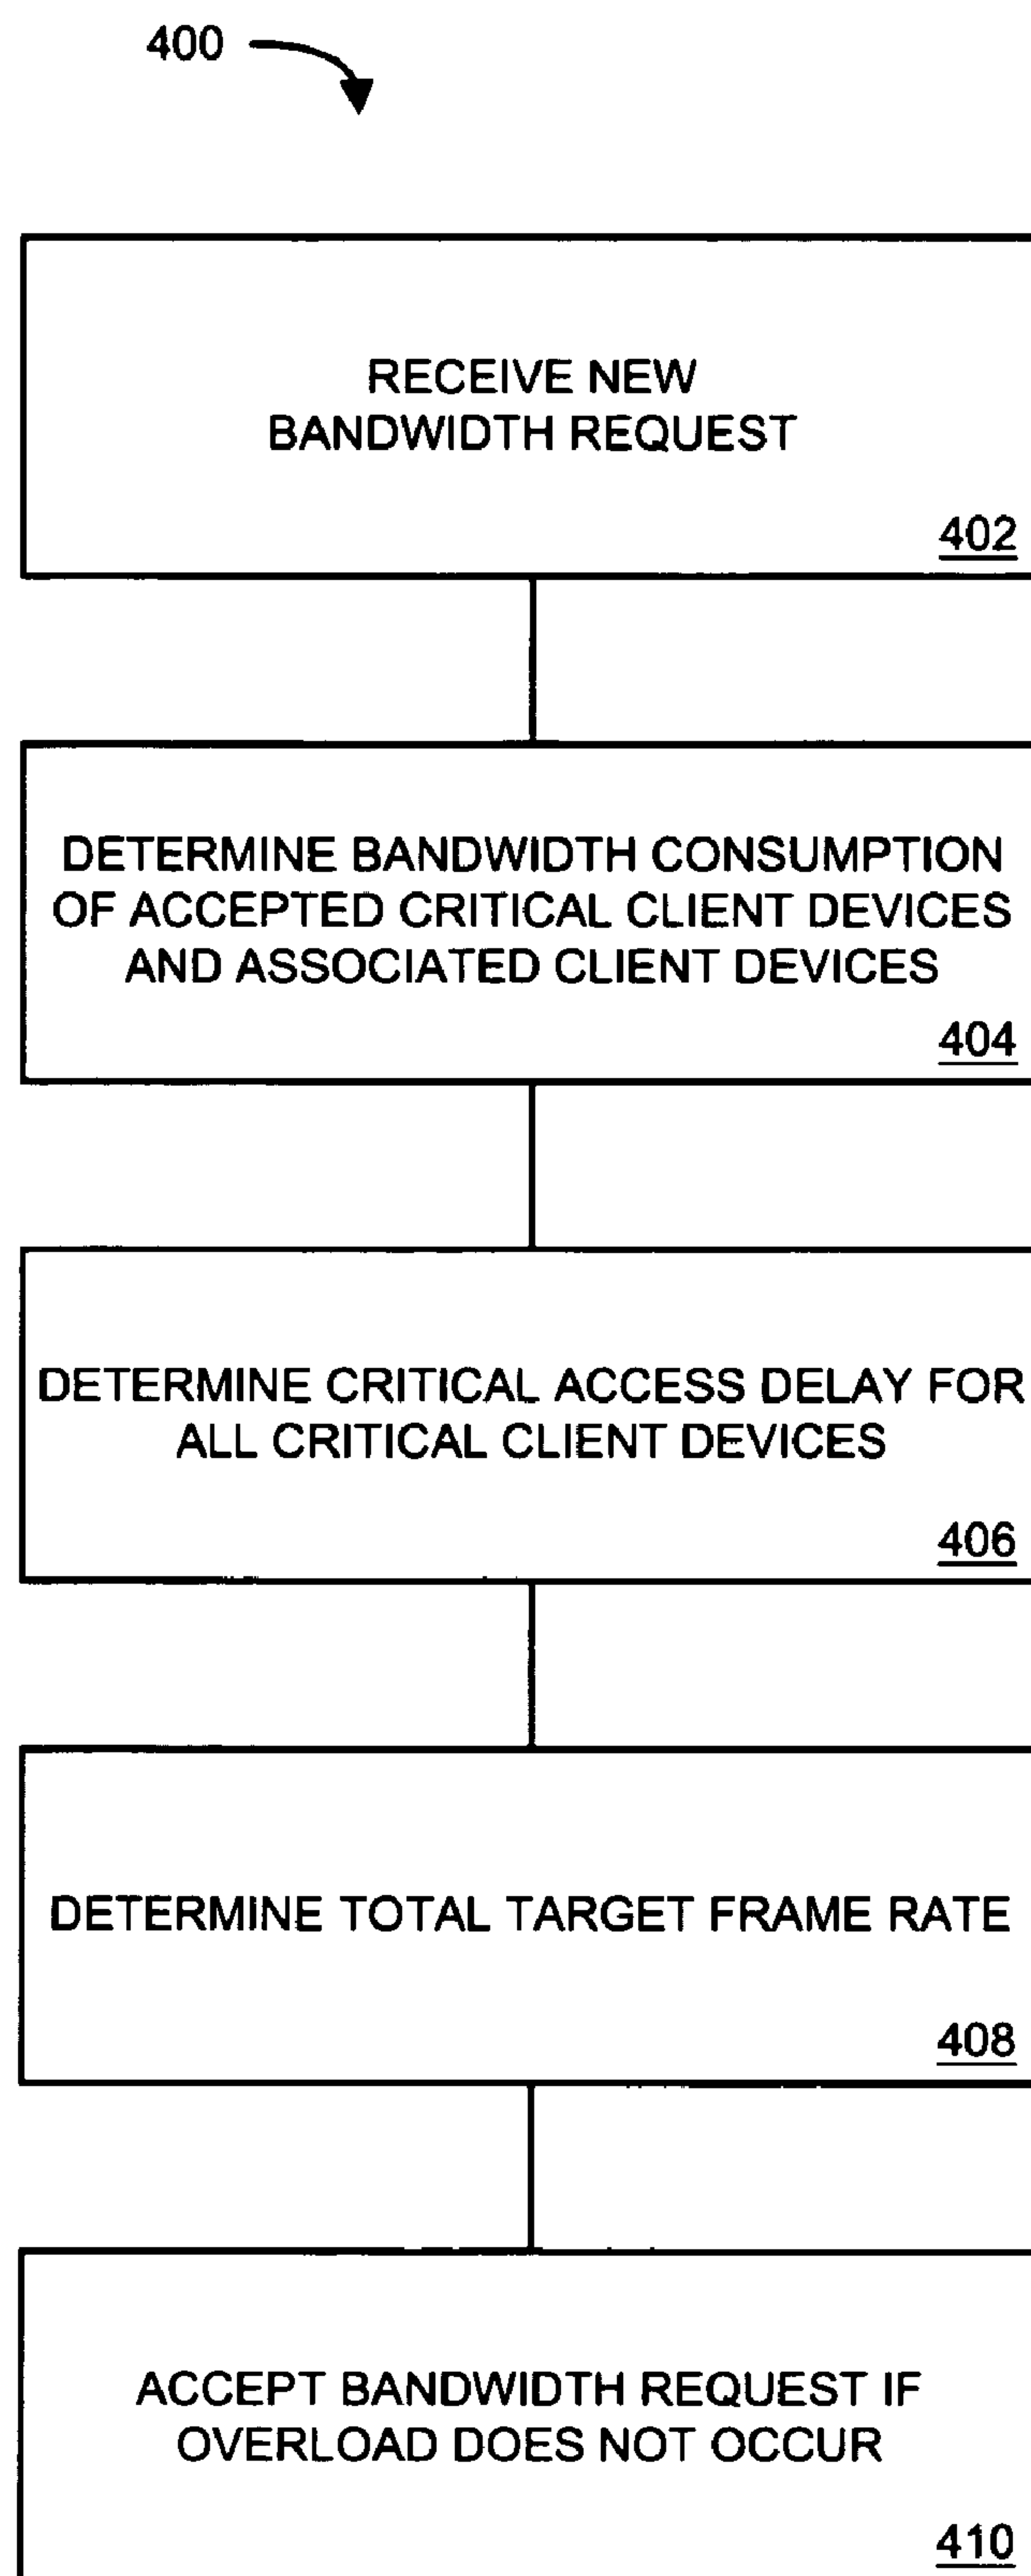 400
RECEIVE NEW
BANDWIDTH REQUEST
402
DETERMINE BANDWIDTH CONSUMPTION
OF ACCEPTED CRITICAL CLIENT DEVICES
AND ASSOCIATED CLIENT DEVICES
404
DETERMINE CRITICAL ACCESS DELAY FOR
ALL CRITICAL CLIENT DEVICES
406
DETERMINE TOTAL TARGET FRAME RATE
408
ACCEPT BANDWIDTH REQUEST IF
OVERLOAD DOES NOT OCCUR
410